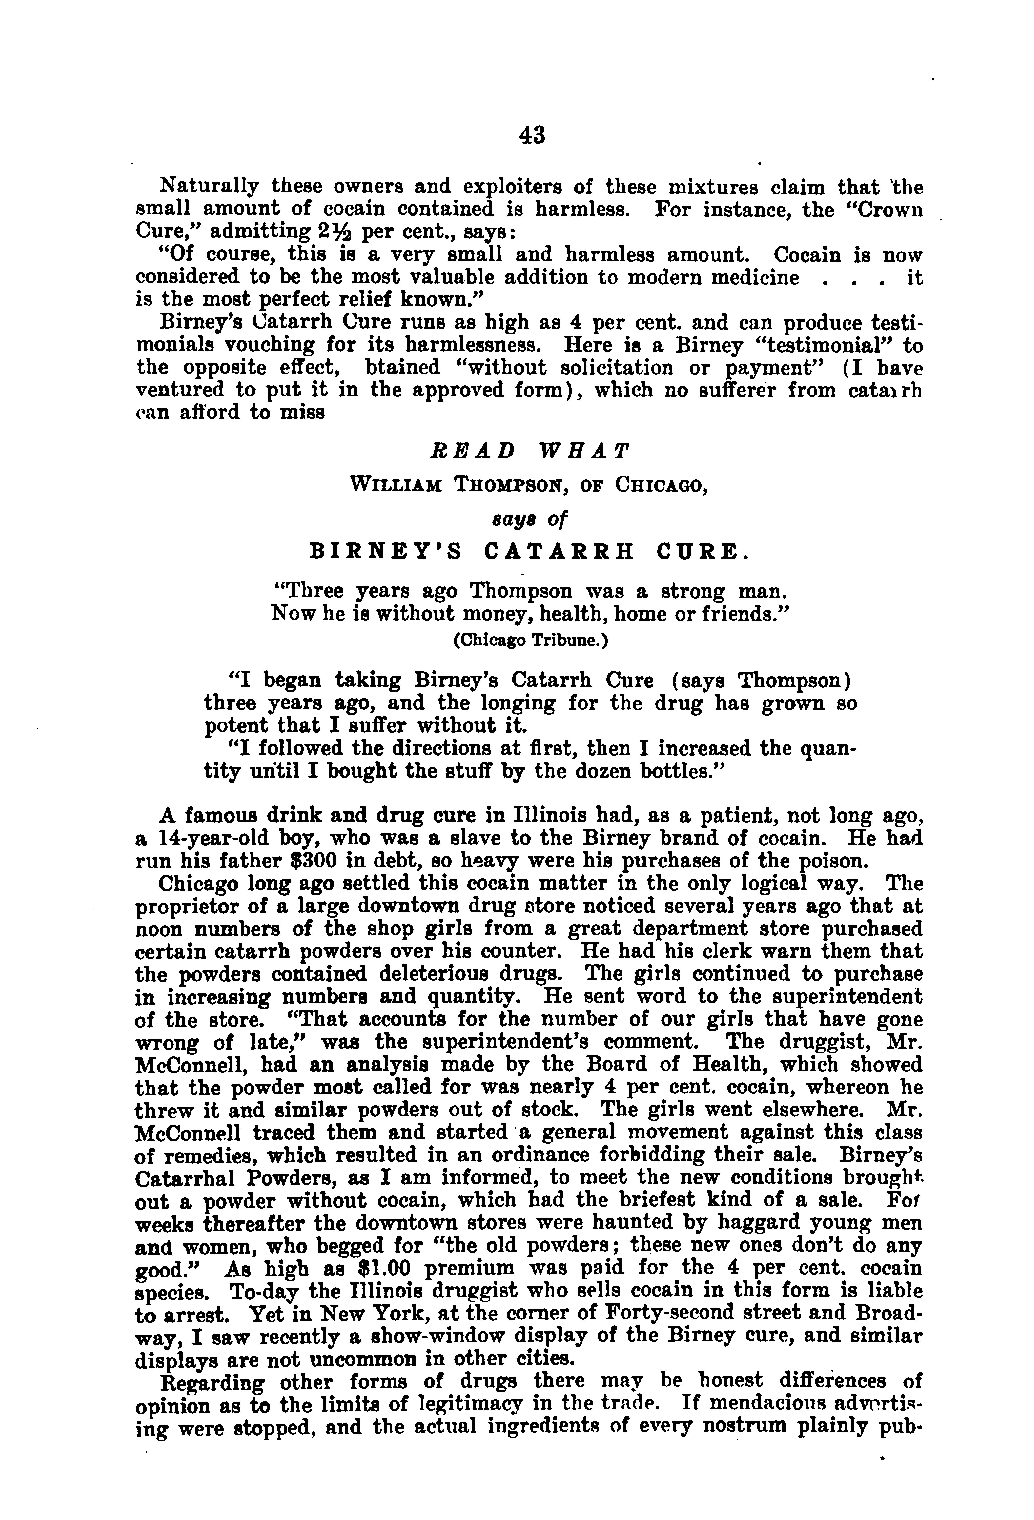 43
Naturally these owners and exploiters of these mixtures claim that the
small amount of cocain contained is harmless. For instance, the "Crown
Cure," admitting 2½ per cent., says:
"Of course, this is a very small and harmless amount. Cocain is now
considered to be the most valuable addition to modern medicine . . . it
is the most perfect relief known."
Birney's Catarrh Cure runs as high as 4 per cent. and can produce testi-
monials vouching for its harmlessness. Here is a Birney "testimonial" to
the opposite effect, btained "without solicitation or payment" (I have
ventured to put it in the approved form), which no sufferer from catarrh
can afford to miss
READ WHAT
WILLIAM THOMPSON, OF CHICAGO,
says of
BIRNEY'S CATARRH CURE.
"Three years ago Thompson was a strong man.
Now he is without money, health, home or friends."
(Chicago Tribune.)
"I began taking Birney's Catarrh Cure (says Thompson)
three years ago, and the longing for the drug has grown so
potent that I suffer without it.
"I followed the directions at first, then I increased the quan-
tity until I bought the stuff by the dozen bottles."
A famous drink and drug cure in Illinois had, as a patient, not long ago,
a 14-year-old boy, who was a slave to the Birney brand of cocain. He had
run his father $300 in debt, so heavy were his purchases of the poison.
Chicago long ago settled this cocain matter in the only logical way. The
proprietor of a large downtown drug store noticed several years ago that at
noon numbers of the shop girls from a great department store purchased
certain catarrh powders over his counter. He had his clerk warn them that
the powders contained deleterious drugs. The girls continued to purchase
in increasing numbers and quantity. He sent word to the superintendent
of the store. "That accounts for the number of our girls that have gone
wrong of late," was the superintendent's comment. The druggist, Mr.
McConnell, had an analysis made by the Board of Health, which showed
that the powder most called for was nearly 4 per cent. cocain, whereon he
threw it and similar powders out of stock. The girls went elsewhere. Mr.
McConnell traced them and started a general movement against this class
of remedies, which resulted in an ordinance forbidding their sale. Birney's
Catarrhal Powders, as I am informed, to meet the new conditions brought
out a powder without cocain, which had the briefest kind of a sale. For
weeks thereafter the downtown stores were haunted by haggard young men
and women, who begged for "the old powders; these new ones don't do any
good." As high as $1.00 premium was paid for the 4 per cent. cocain
species. To-day the Illinois druggist who sells cocain in this form is liable
to arrest. Yet in New York, at the corner of Forty-second street and Broad-
way, I saw recently a show-window display of the Birney cure, and similar
displays are not uncommon in other cities.
Regarding other forms of drugs there may be honest differences of
opinion as to the limits of legitimacy in the trade. If mendacious advertis-
ing were stopped, and the actual ingredients of every nostrum plainly pub-